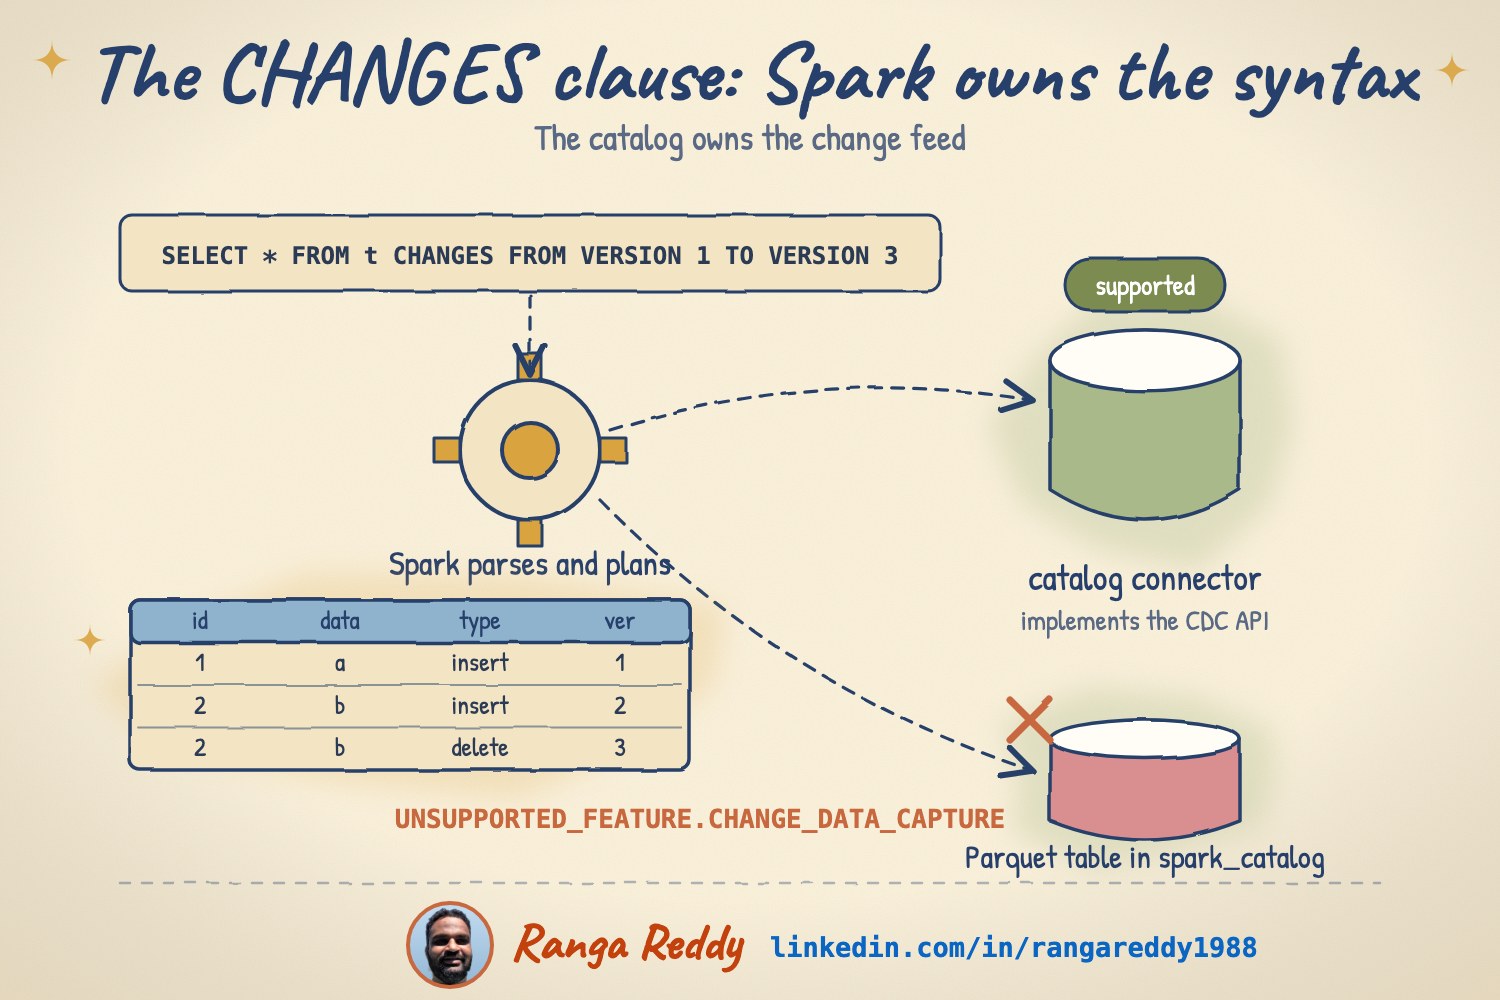 The CHANGES clause: Spark owns the syntax
The catalog owns the change feed
SELECT * FROM t CHANGES FROM VERSION 1 TO VERSION 3
supported
Spark parses and plans
catalog connector
implements the CDC API
id data type ver
1 a insert 1
2 b insert 2
2 b delete 3
UNSUPPORTED_FEATURE.CHANGE_DATA_CAPTURE
Parquet table in spark_catalog
Ranga Reddy linkedin.com/in/rangareddy1988